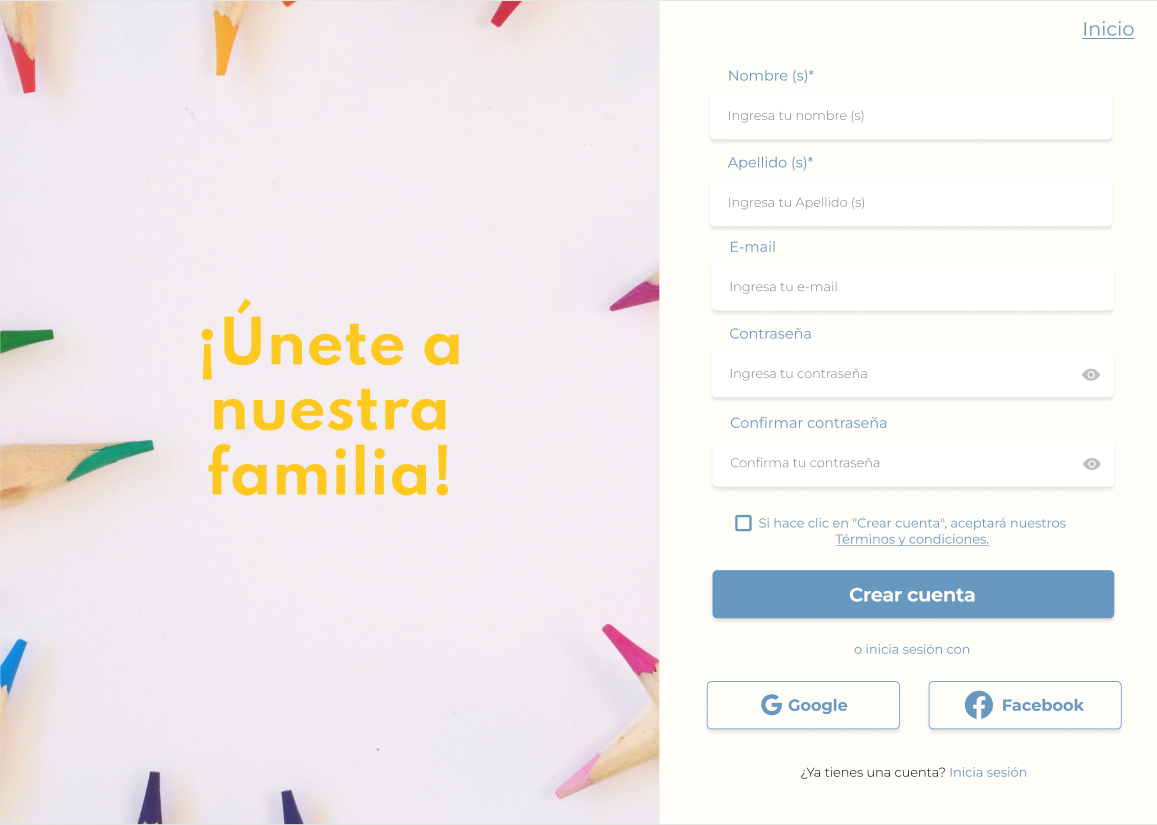 ¡Únete a
nuestra
familia!
Inicio
Nombre (s)*
Ingresa tu nombre (s)
Apellido (s)*
Ingresa tu Apellido (s)
E-mail
Ingresa tu e-mail
Contraseña
Ingresa tu contraseña
Confirmar contraseña
Confirma tu contraseña
Si hace clic en "Crear cuenta", aceptará nuestros
Términos y condiciones.
Crear cuenta
o inicia sesión con
Google
Facebook
¿Ya tienes una cuenta? Inicia sesión